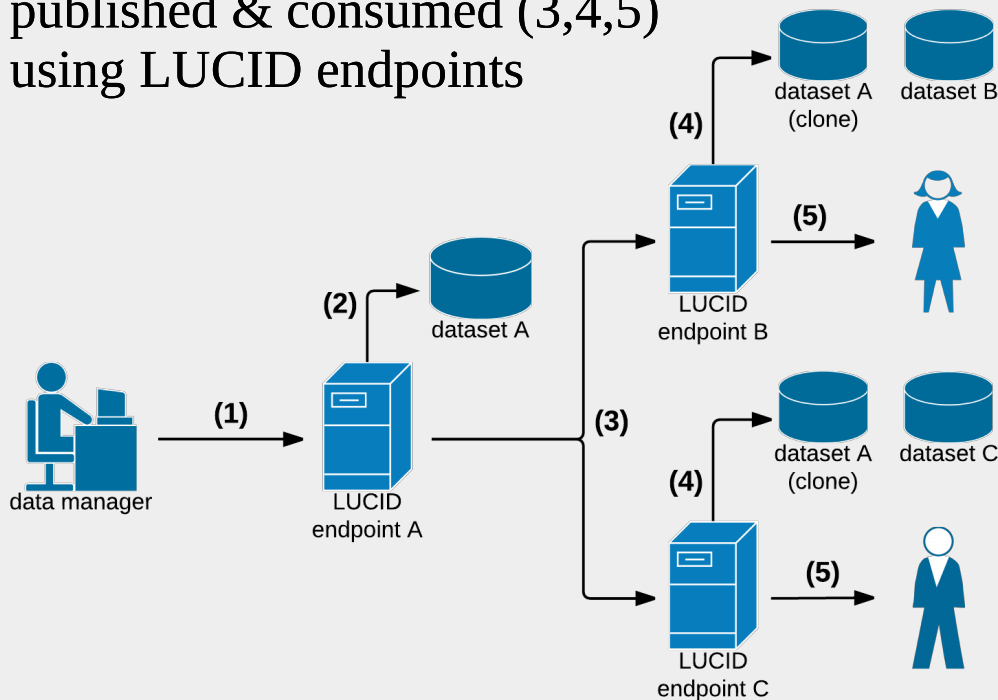 published & consumed (3,4,5)
using LUCID endpoints
dataset A
(clone)
dataset B
(4)
(5)
LUCID
endpoint B
(2)
dataset A
(1)
data manager
LUCID
endpoint A
(3)
dataset A
(clone)
dataset C
(4)
(5)
LUCID
endpoint C